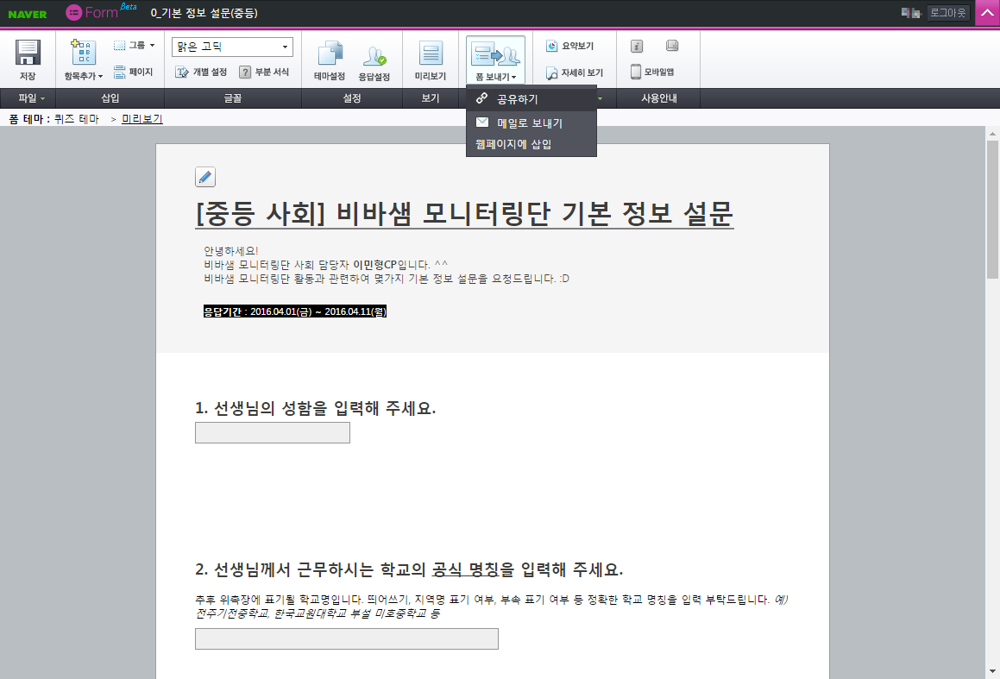 NAVER Form Beta 0_기본 정보 설문(중등) 로그아웃
저장 항목추가 그룹 페이지 맑은 고딕 개별 설정 ? 부분 서식 테마설정 응답설정 미리보기 폼 보내기 요약보기 자세히 보기 모바일앱
파일 삽입 글꼴 설정 보기 사용안내
공유하기
메일로 보내기
웹페이지에 삽입
폼 테마 : 퀴즈 테마 > 미리보기
[중등 사회] 비바샘 모니터링단 기본 정보 설문
안녕하세요!
비바샘 모니터링단 사회 담당자 이민형CP입니다. ^^
비바샘 모니터링단 활동과 관련하여 몇가지 기본 정보 설문을 요청드립니다. :D
응답기간 : 2016.04.01(금) ~ 2016.04.11(월)
1. 선생님의 성함을 입력해 주세요.
2. 선생님께서 근무하시는 학교의 공식 명칭을 입력해 주세요.
추후 위촉장에 표기될 학교명입니다. 띄어쓰기, 지역명 표기 여부, 부속 표기 여부 등 정확한 학교 명칭을 입력 부탁드립니다. 예)
전주기전중학교, 한국교원대학교 부설 미호중학교 등